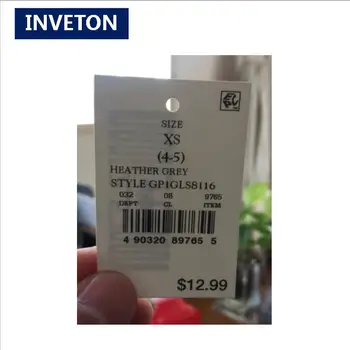 INVETON
SIZE
XS
(4-5)
HEATHER GREY
STYLE GP1GLS8116
032 08 9765
DEPT CL ITEM
4 90320 89765 5
$12.99